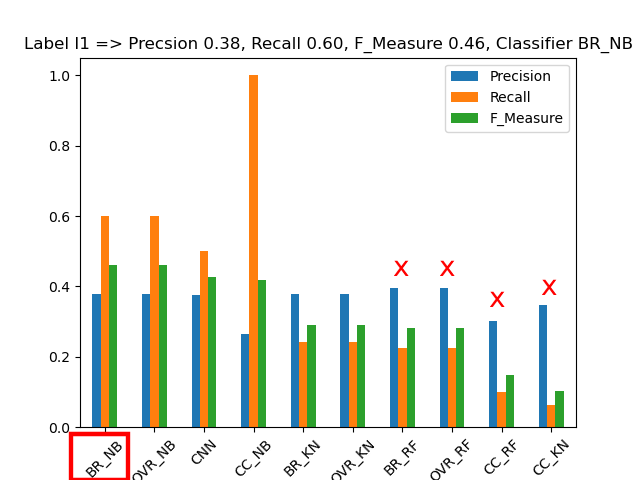 Label I1 => Precsion 0.38, Recall 0.60, F_Measure 0.46, Classifier BR_NB
1.0
0.8
0.6
0.4
0.2
0.0
Precision
Recall
F_Measure
x x x x
BR_NB OVR_NB CNN CC_NB BR_KN OVR_KN BR_RF OVR_RF CC_RF CC_KN